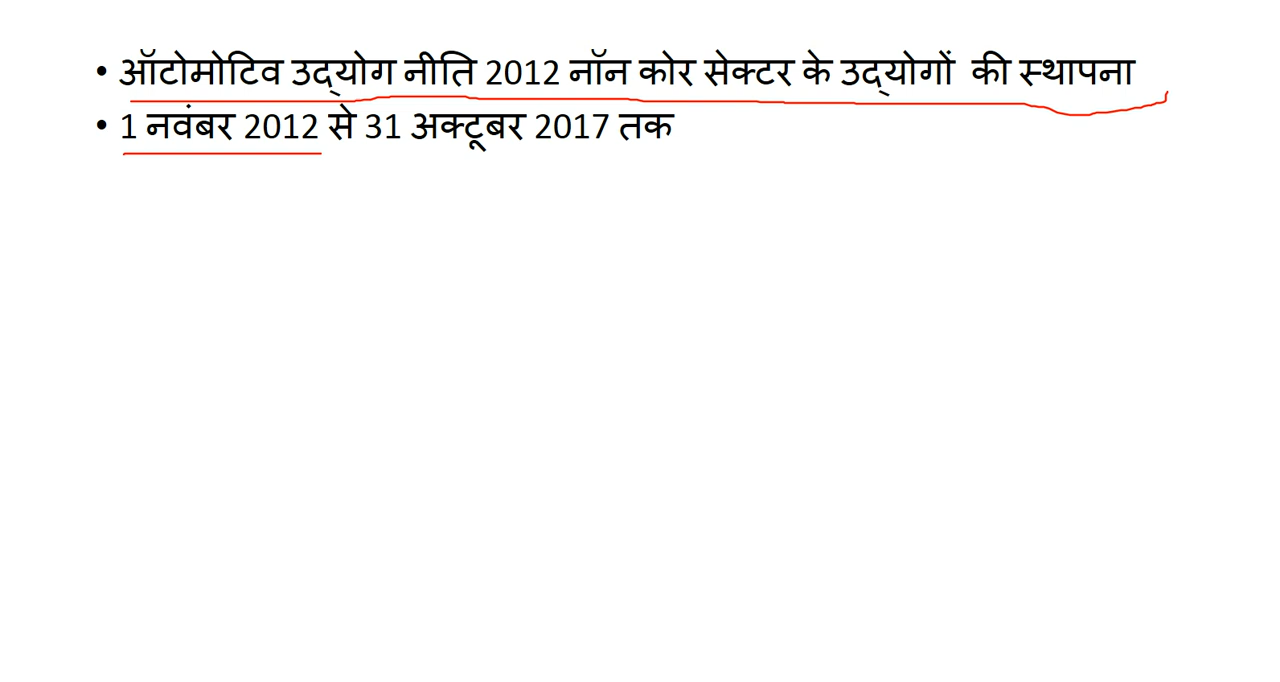 • ऑटोमोटिव उद्योग नीति 2012 नॉन कोर सेक्टर के उद्योगों की स्थापना
• 1 नवंबर 2012 से 31 अक्टूबर 2017 तक